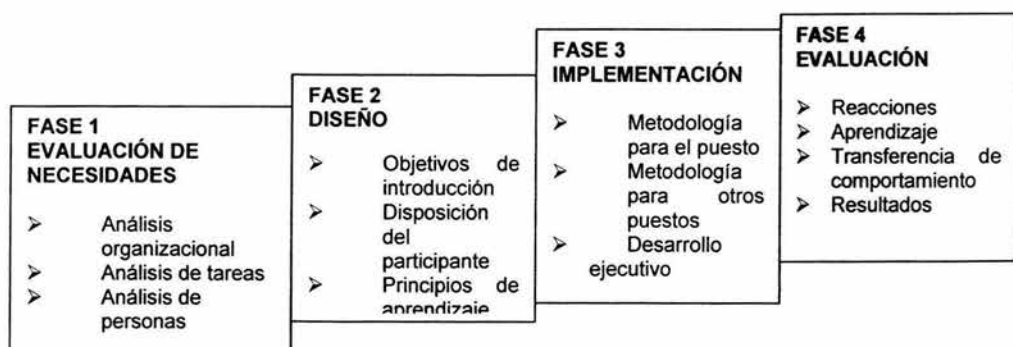 FASE 1
EVALUACIÓN DE
NECESIDADES
➢ Análisis
organizacional
➢ Análisis de tareas
➢ Análisis de
personas
FASE 2
DISEÑO
➢ Objetivos de
introducción
➢ Disposición
del
participante
➢ Principios de
aprendizaje
FASE 3
IMPLEMENTACIÓN
➢ Metodología
para el puesto
➢ Metodología
para otros
puestos
➢ Desarrollo
ejecutivo
FASE 4
EVALUACIÓN
➢ Reacciones
➢ Aprendizaje
➢ Transferencia de
comportamiento
➢ Resultados